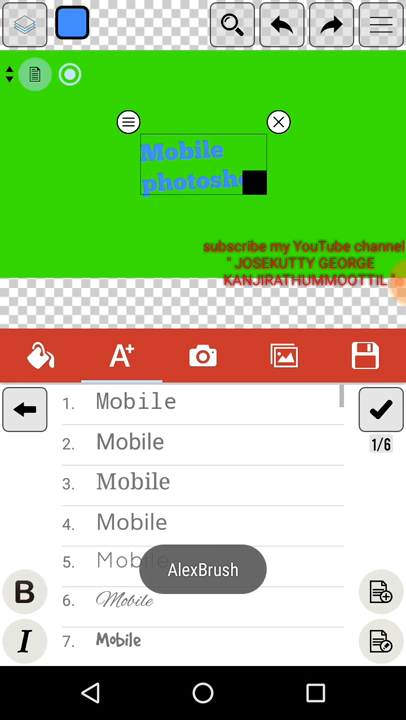 Mobile
photosh
subscribe my YouTube channel
" JOSEKUTTY GEORGE
KANJIRATHUMMOOTTIL "
A+
1. Mobile
1/6
2. Mobile
3. Mobile
4. Mobile
5. Mobile
AlexBrush
6. Mobile
7. Mobile
B
I